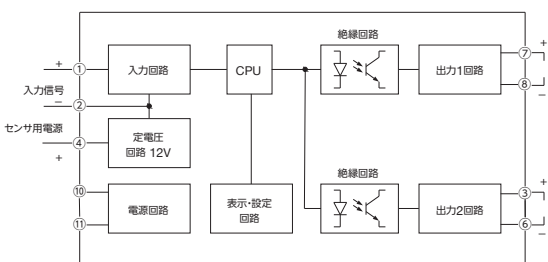 絶縁回路
⑦
+
+
①
入力回路
CPU
出力1回路
入力信号
⑧
−
−
②
センサ用電源
④
定電圧
回路 12V
+
絶縁回路
③
+
⑩
電源回路
表示・設定
回路
出力2回路
⑪
⑥
−